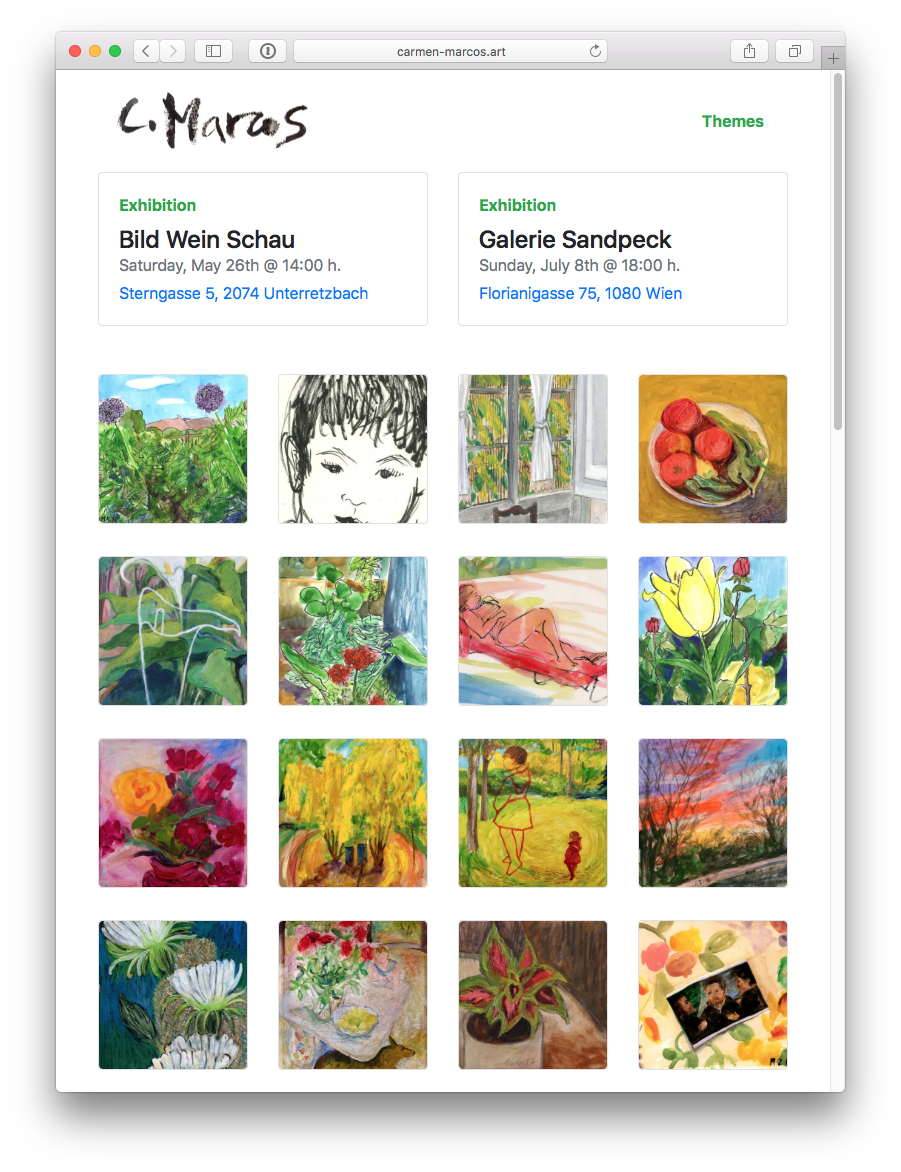 carmen-marcos.art
C. Marcos
Themes
Exhibition
Bild Wein Schau
Saturday, May 26th @ 14:00 h.
Sterngasse 5, 2074 Unterretzbach
Exhibition
Galerie Sandpeck
Sunday, July 8th @ 18:00 h.
Florianigasse 75, 1080 Wien